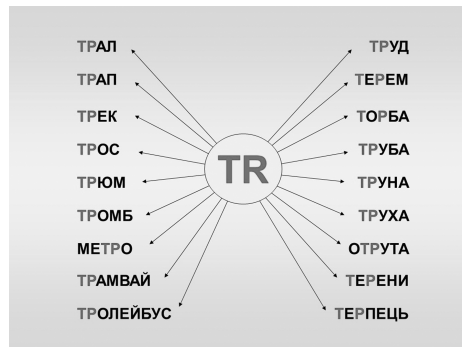 ТРАЛ
ТРАП
ТРЕК
ТРОС
ТРЮМ
ТРОМБ
МЕТРО
ТРАМВАЙ
ТРОЛЕЙБУС
TR
ТРУД
ТЕРЕМ
ТОРБА
ТРУБА
ТРУНА
ТРУХА
ОТРУТА
ТЕРЕНИ
ТЕРПЕЦЬ